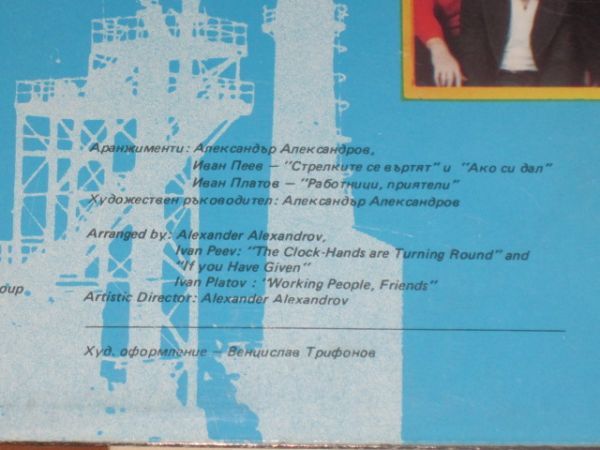 Аранжименти: Александър Александров,
Иван Пеев — "Стрелките се въртят" и "Ако си дал"
Иван Платов — "Работници, приятели"
Художествен ръководител: Александър Александров
Arranged by: Alexander Alexandrov,
Ivan Peev: "The Clock-Hands are Turning Round" and
"If you Have Given"
Ivan Platov : "Working People, Friends"
oup
Artistic Director: Alexander Alexandrov
Худ. оформление — Венцислав Трифонов